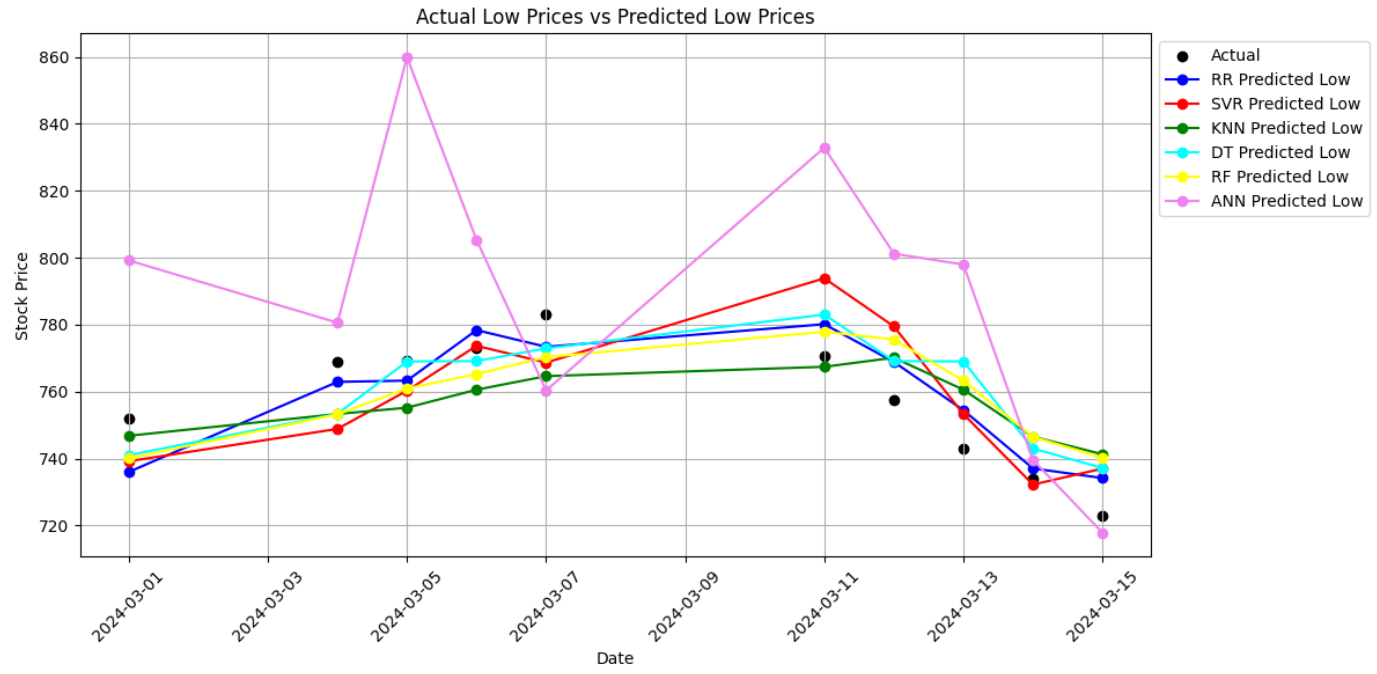 Actual Low Prices vs Predicted Low Prices
860
840
820
800
780
760
740
720
Stock Price
2024-03-01
2024-03-03
2024-03-05
2024-03-07
2024-03-09
2024-03-11
2024-03-13
2024-03-15
Date
Actual
RR Predicted Low
SVR Predicted Low
KNN Predicted Low
DT Predicted Low
RF Predicted Low
ANN Predicted Low